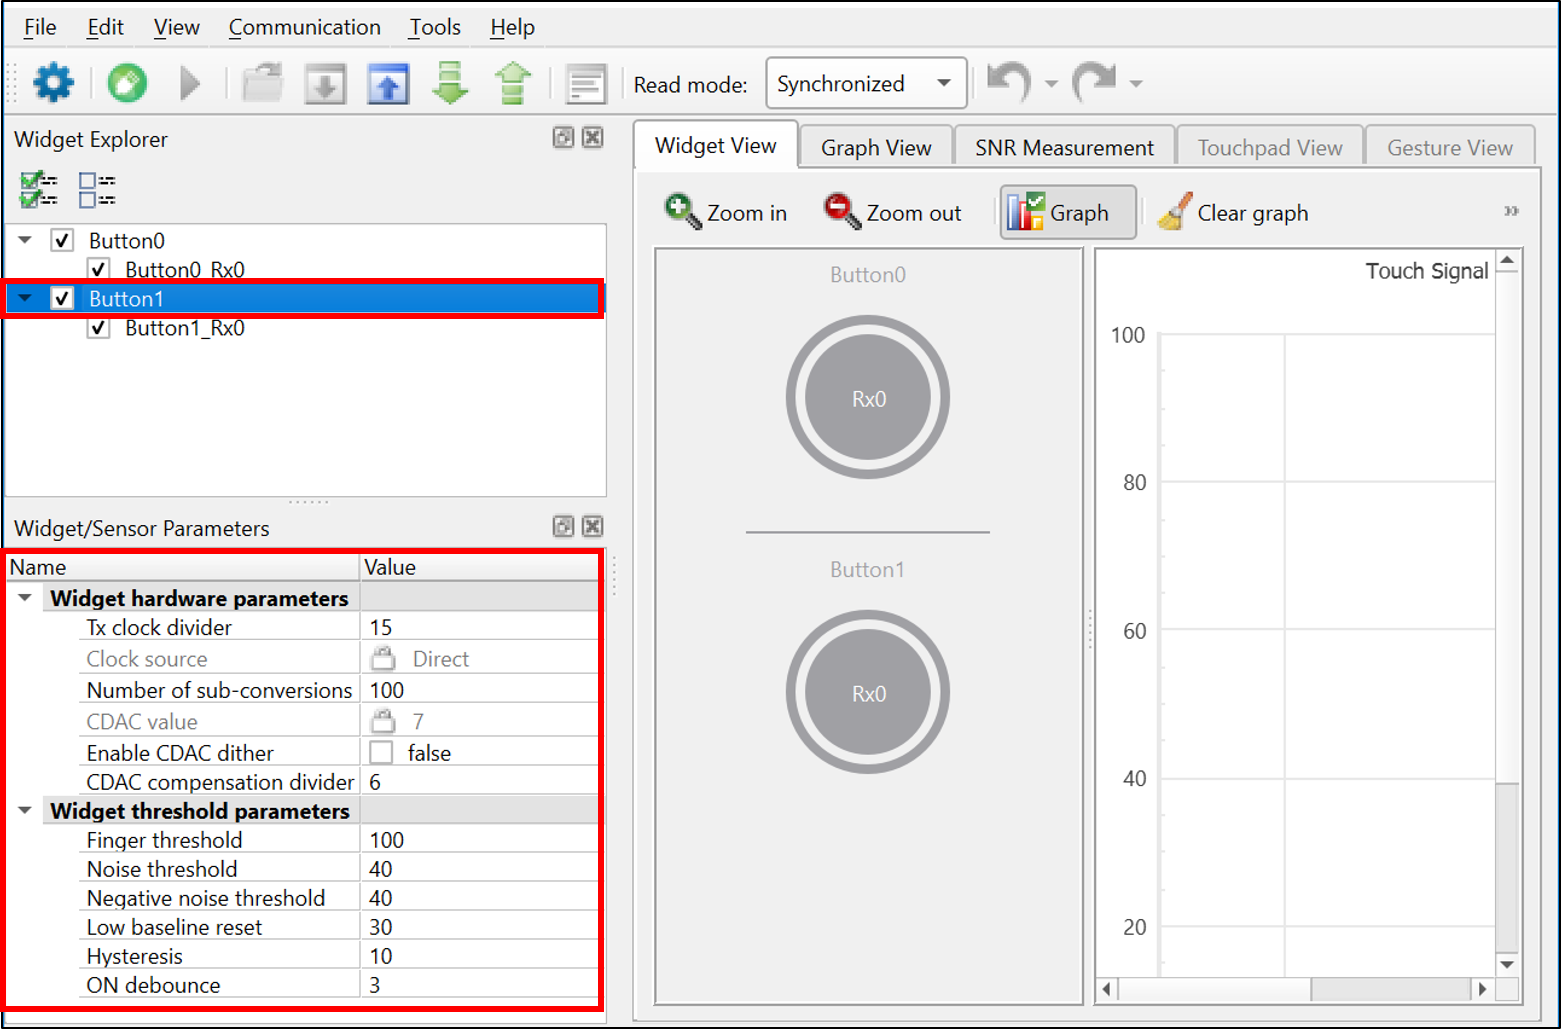 File Edit View Communication Tools Help
Read mode: Synchronized
Widget Explorer
Button0
Button0_Rx0
Button1
Button1_Rx0
Widget/Sensor Parameters
Name Value
Widget hardware parameters
Tx clock divider 15
Clock source Direct
Number of sub-conversions 100
CDAC value 7
Enable CDAC dither false
CDAC compensation divider 6
Widget threshold parameters
Finger threshold 100
Noise threshold 40
Negative noise threshold 40
Low baseline reset 30
Hysteresis 10
ON debounce 3
Widget View Graph View SNR Measurement Touchpad View Gesture View
Zoom in Zoom out Graph Clear graph »
Button0
Rx0
Button1
Rx0
Touch Signal
100
80
60
40
20